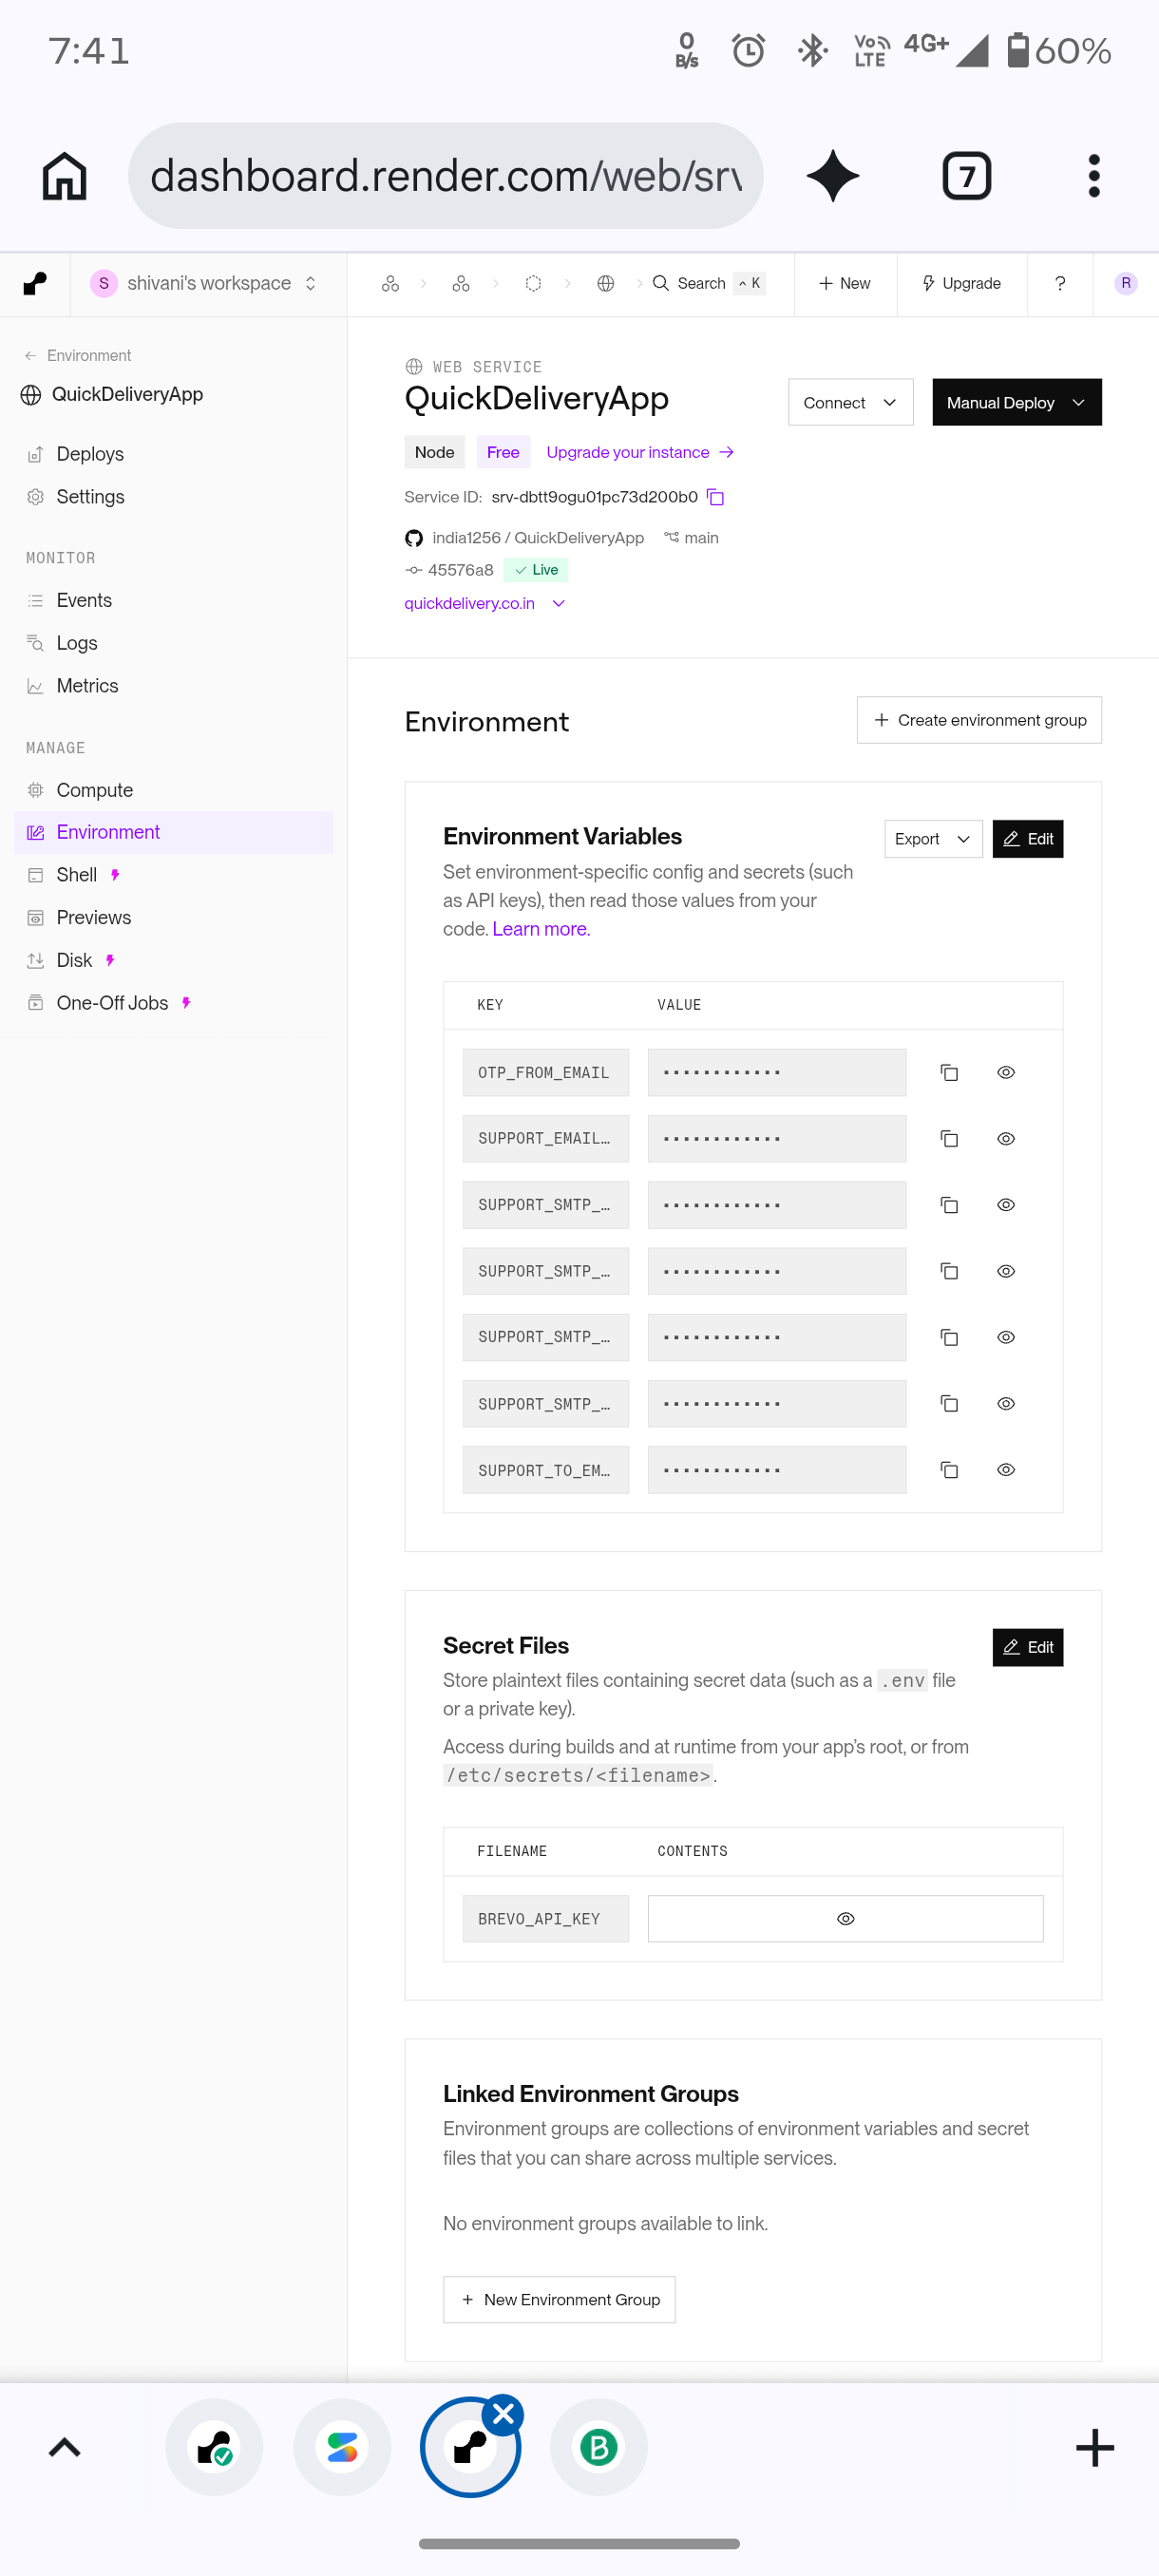 7:41
0 B/s
Vo LTE
4G+
60%
dashboard.render.com/web/srv
7
S shivani's workspace
Search ^ K
+ New
Upgrade
?
R
← Environment
QuickDeliveryApp
Deploys
Settings
MONITOR
Events
Logs
Metrics
MANAGE
Compute
Environment
Shell
Previews
Disk
One-Off Jobs
WEB SERVICE
QuickDeliveryApp
Connect
Manual Deploy
Node
Free
Upgrade your instance →
Service ID: srv-dbtt9ogu01pc73d200b0
india1256 / QuickDeliveryApp main
45576a8 ✓ Live
quickdelivery.co.in
Environment
+ Create environment group
Environment Variables
Export
Edit
Set environment-specific config and secrets (such
as API keys), then read those values from your
code. Learn more.
KEY VALUE
OTP_FROM_EMAIL ············
SUPPORT_EMAIL… ············
SUPPORT_SMTP_… ············
SUPPORT_SMTP_… ············
SUPPORT_SMTP_… ············
SUPPORT_SMTP_… ············
SUPPORT_TO_EM… ············
Secret Files
Edit
Store plaintext files containing secret data (such as a .env file
or a private key).
Access during builds and at runtime from your app's root, or from
/etc/secrets/<filename>.
FILENAME CONTENTS
BREVO_API_KEY
Linked Environment Groups
Environment groups are collections of environment variables and secret
files that you can share across multiple services.
No environment groups available to link.
+ New Environment Group
B